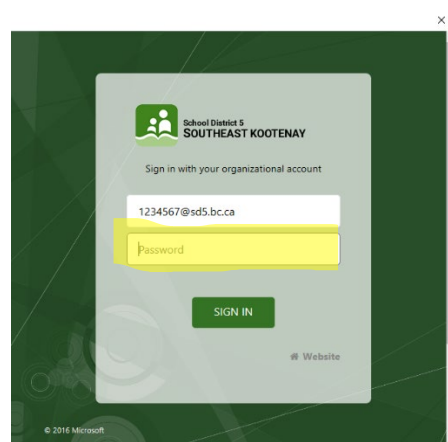 School District 5
SOUTHEAST KOOTENAY
Sign in with your organizational account
1234567@sd5.bc.ca
Password
SIGN IN
Website
© 2016 Microsoft